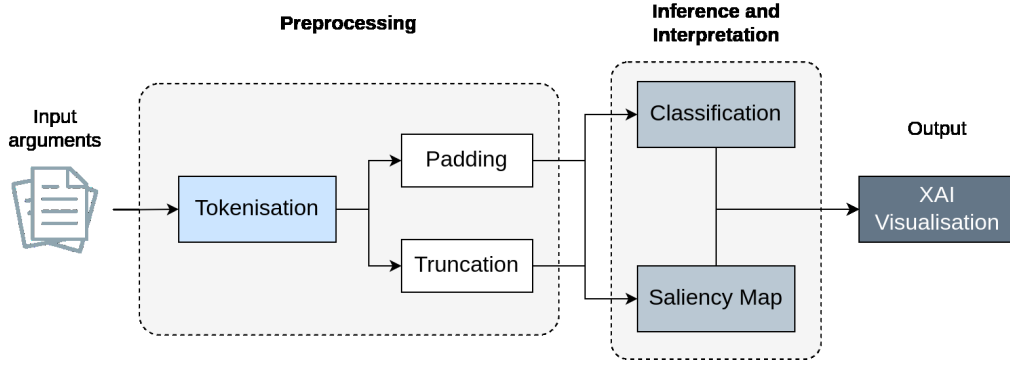 Preprocessing
Inference and
Interpretation
Input
arguments
Tokenisation
Padding
Truncation
Classification
Saliency Map
Output
XAI
Visualisation